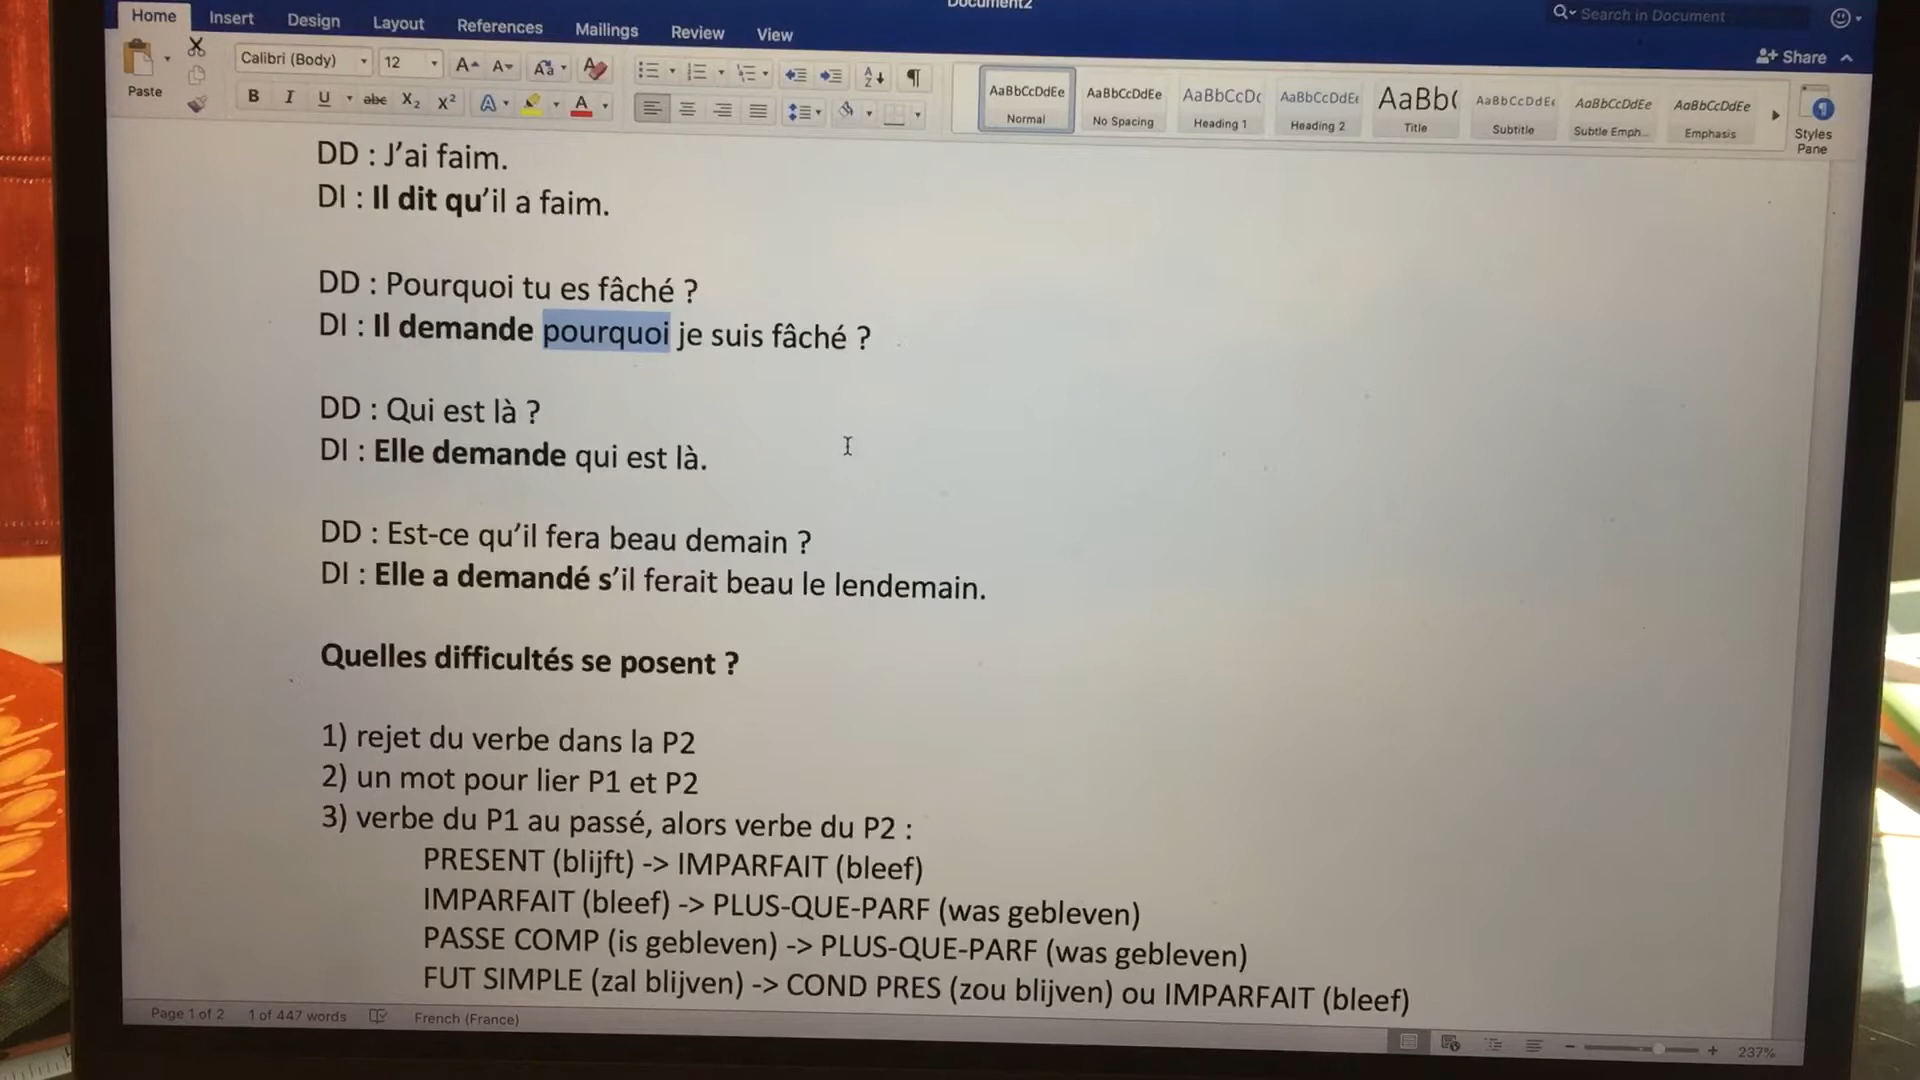 Document2
Home Insert Design Layout References Mailings Review View
Search in Document
Share
Paste
Calibri (Body) 12
AaBbCcDdEe AaBbCcDdEe AaBbCcDc AaBbCcDdEe AaBb( AaBbCcDdEe AaBbCcDdEe AaBbCcDdEe
Normal No Spacing Heading 1 Heading 2 Title Subtitle Subtle Emph... Emphasis
Styles
Pane
DD : J’ai faim.
DI : Il dit qu’il a faim.
DD : Pourquoi tu es fâché ?
DI : Il demande pourquoi je suis fâché ?
DD : Qui est là ?
DI : Elle demande qui est là.
DD : Est-ce qu’il fera beau demain ?
DI : Elle a demandé s’il ferait beau le lendemain.
Quelles difficultés se posent ?
1) rejet du verbe dans la P2
2) un mot pour lier P1 et P2
3) verbe du P1 au passé, alors verbe du P2 :
PRESENT (blijft) -> IMPARFAIT (bleef)
IMPARFAIT (bleef) -> PLUS-QUE-PARF (was gebleven)
PASSE COMP (is gebleven) -> PLUS-QUE-PARF (was gebleven)
FUT SIMPLE (zal blijven) -> COND PRES (zou blijven) ou IMPARFAIT (bleef)
Page 1 of 2 1 of 447 words French (France)
237%